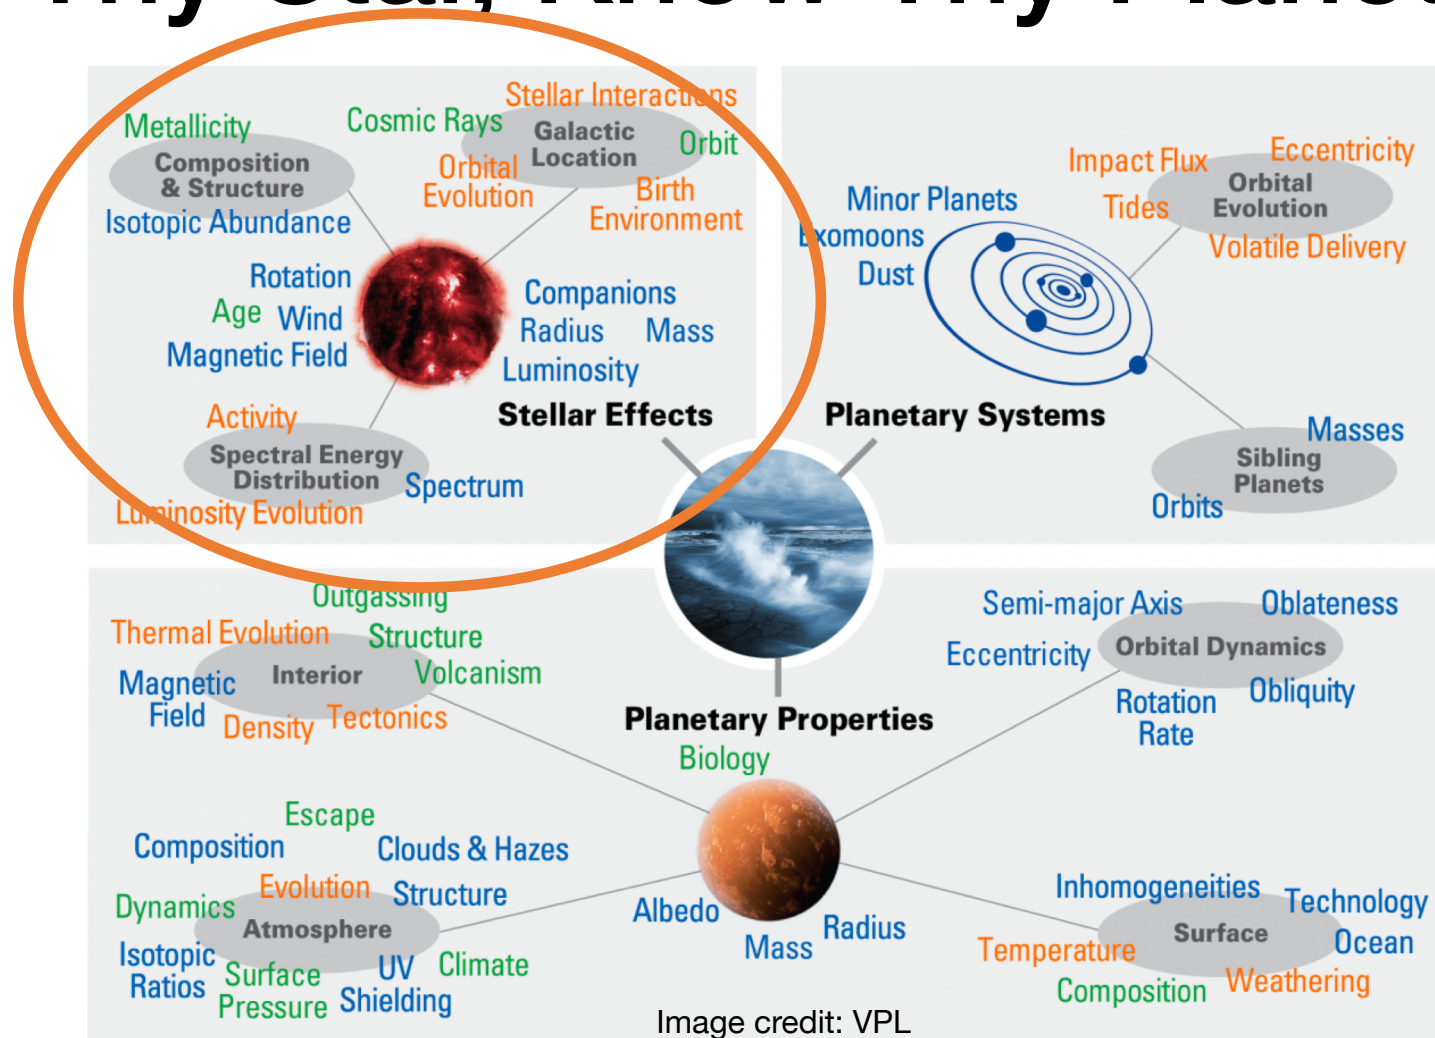 Thy Star, Know Thy Planet
Stellar Interactions
Metallicity
Cosmic Rays
Galactic
Location
Orbit
Composition
& Structure
Orbital
Evolution
Birth
Environment
Isotopic Abundance
Rotation
Age
Wind
Magnetic Field
Companions
Radius
Mass
Luminosity
Activity
Stellar Effects
Spectral Energy
Distribution
Spectrum
Luminosity Evolution
Impact Flux
Eccentricity
Orbital
Evolution
Minor Planets
Tides
Exomoons
Volatile Delivery
Dust
Planetary Systems
Masses
Sibling
Planets
Orbits
Outgassing
Thermal Evolution
Structure
Interior
Volcanism
Magnetic
Field
Density
Tectonics
Semi-major Axis
Oblateness
Eccentricity
Orbital Dynamics
Rotation
Rate
Obliquity
Planetary Properties
Biology
Escape
Composition
Clouds & Hazes
Evolution
Structure
Dynamics
Atmosphere
Isotopic
Ratios
Surface
Pressure
UV
Shielding
Climate
Albedo
Mass
Radius
Inhomogeneities
Technology
Surface
Ocean
Temperature
Weathering
Composition
Image credit: VPL